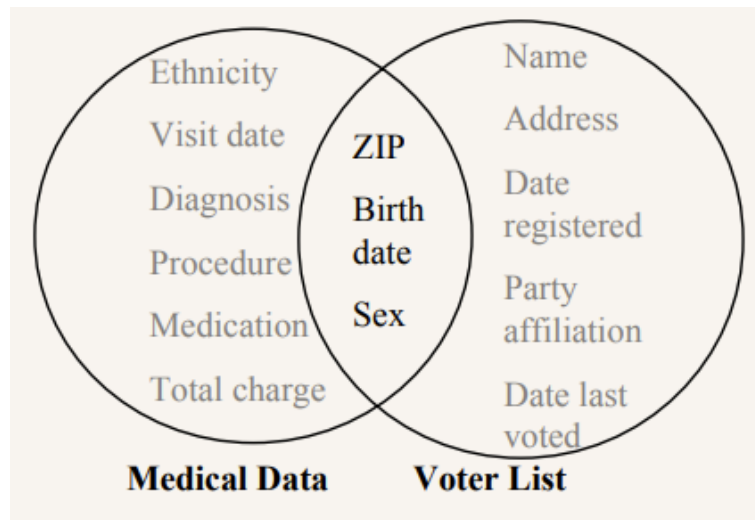 Ethnicity
Visit date
Diagnosis
Procedure
Medication
Total charge
ZIP
Birth
date
Sex
Name
Address
Date
registered
Party
affiliation
Date last
voted
Medical Data
Voter List